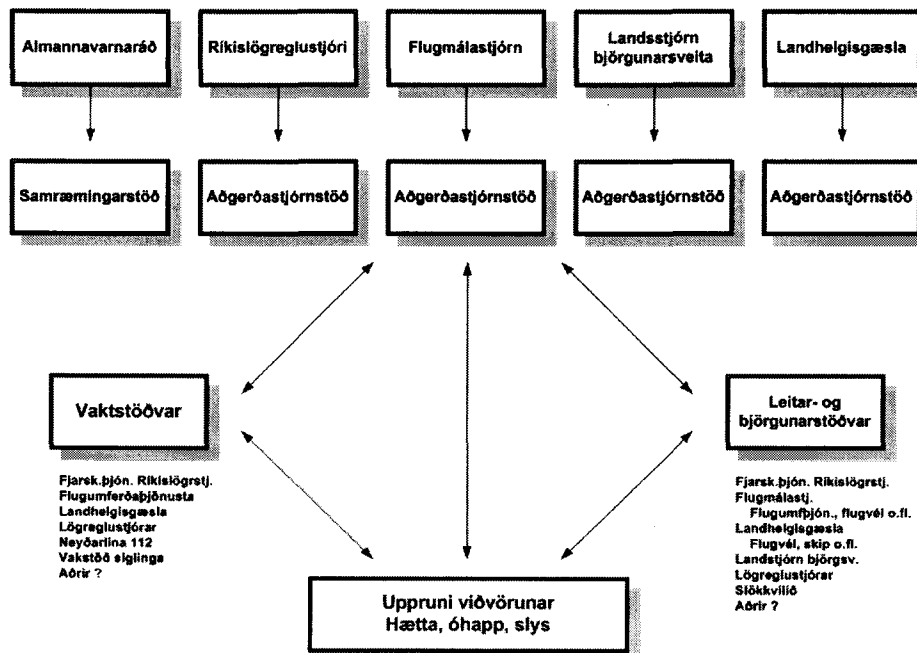 Almannavarnaráð
Ríkislögreglustjóri
Flugmálastjórn
Landsstjórn
björgunarsveita
Landhelgisgæsla
Samræmingarstöð
Aðgerðastjórnstöð
Aðgerðastjórnstöð
Aðgerðastjórnstöð
Aðgerðastjórnstöð
Vaktstöðvar
Fjarsk.þjón. Ríkislögrstj.
Flugumferðaþjónusta
Landhelgisgæsla
Lögreglustjórar
Neyðarlína 112
Vakstöð siglinga
Aðrir ?
Leitar- og
björgunarstöðvar
Fjarsk.þjón. Ríkislögrstj.
Flugmálastj.
Flugumfþjón., flugvél o.fl.
Landhelgisgæsla
Flugvél, skip o.fl.
Landstjórn björgsv.
Lögreglustjórar
Slökkvilið
Aðrir ?
Uppruni viðvörunar
Hætta, óhapp, slys